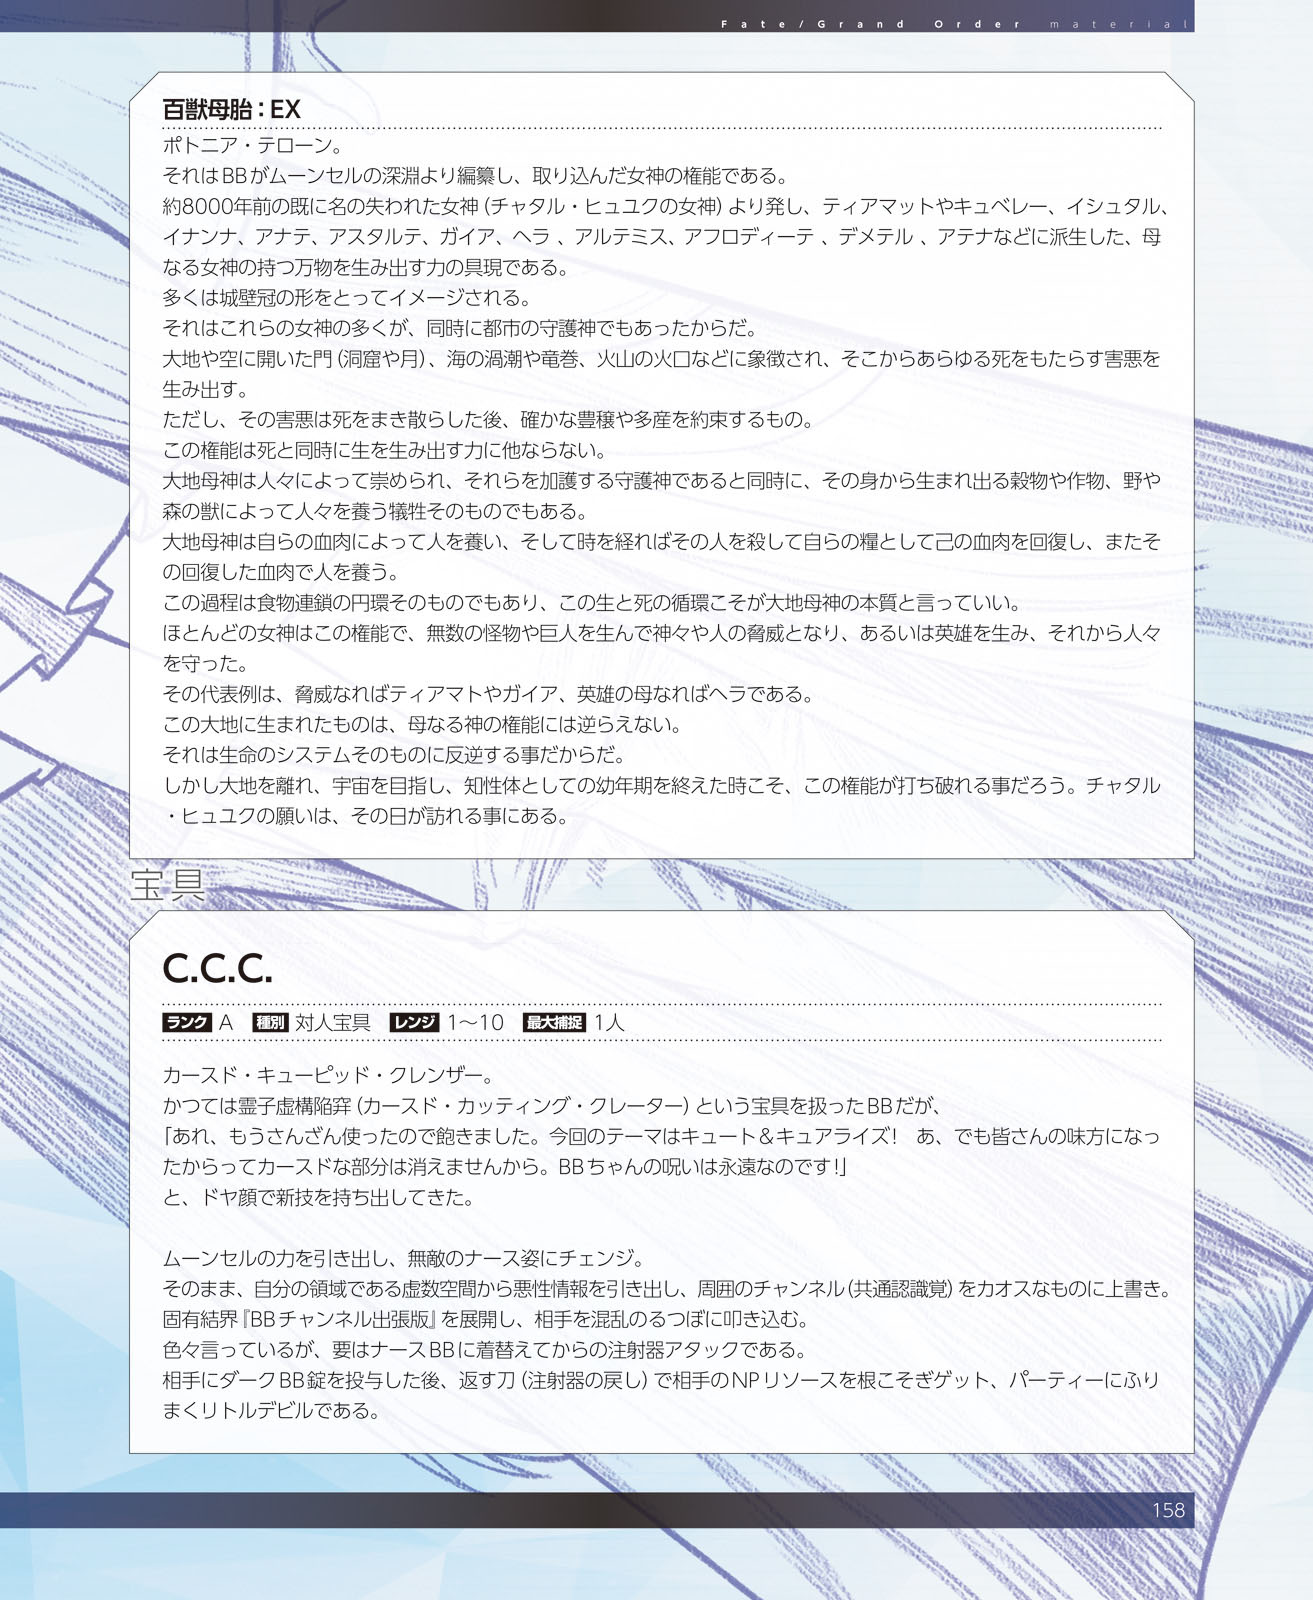 Fate/Grand Order material
百獣母胎：EX
ポトニア・テローン。
それはBBがムーンセルの深淵より編纂し、取り込んだ女神の権能である。
約8000年前の既に名の失われた女神（チャタル・ヒュユクの女神）より発し、ティアマットやキュベレー、イシュタル、
イナンナ、アナテ、アスタルテ、ガイア、ヘラ 、アルテミス、アフロディーテ 、デメテル 、アテナなどに派生した、母
なる女神の持つ万物を生み出す力の具現である。
多くは城壁冠の形をとってイメージされる。
それはこれらの女神の多くが、同時に都市の守護神でもあったからだ。
大地や空に開いた門（洞窟や月）、海の渦潮や竜巻、火山の火口などに象徴され、そこからあらゆる死をもたらす害悪を
生み出す。
ただし、その害悪は死をまき散らした後、確かな豊穣や多産を約束するもの。
この権能は死と同時に生を生み出す力に他ならない。
大地母神は人々によって崇められ、それらを加護する守護神であると同時に、その身から生まれ出る穀物や作物、野や
森の獣によって人々を養う犠牲そのものでもある。
大地母神は自らの血肉によって人を養い、そして時を経ればその人を殺して自らの糧として己の血肉を回復し、またそ
の回復した血肉で人を養う。
この過程は食物連鎖の円環そのものでもあり、この生と死の循環こそが大地母神の本質と言っていい。
ほとんどの女神はこの権能で、無数の怪物や巨人を生んで神々や人の脅威となり、あるいは英雄を生み、それから人々
を守った。
その代表例は、脅威なればティアマトやガイア、英雄の母なればヘラである。
この大地に生まれたものは、母なる神の権能には逆らえない。
それは生命のシステムそのものに反逆する事だからだ。
しかし大地を離れ、宇宙を目指し、知性体としての幼年期を終えた時こそ、この権能が打ち破れる事だろう。チャタル
・ヒュユクの願いは、その日が訪れる事にある。
宝具
C.C.C.
ランク A 種別 対人宝具 レンジ 1～10 最大捕捉 1人
カースド・キューピッド・クレンザー。
かつては霊子虚構陥穽（カースド・カッティング・クレーター）という宝具を扱ったBBだが、
「あれ、もうさんざん使ったので飽きました。今回のテーマはキュート＆キュアライズ！ あ、でも皆さんの味方になっ
たからってカースドな部分は消えませんから。BBちゃんの呪いは永遠なのです！」
と、ドヤ顔で新技を持ち出してきた。
ムーンセルの力を引き出し、無敵のナース姿にチェンジ。
そのまま、自分の領域である虚数空間から悪性情報を引き出し、周囲のチャンネル（共通認識覚）をカオスなものに上書き。
固有結界『BBチャンネル出張版』を展開し、相手を混乱のるつぼに叩き込む。
色々言っているが、要はナースBBに着替えてからの注射器アタックである。
相手にダークBB錠を投与した後、返す刀（注射器の戻し）で相手のNPリソースを根こそぎゲット、パーティーにふり
まくリトルデビルである。
158